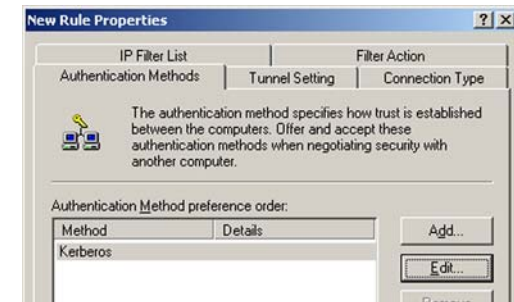 New Rule Properties
IP Filter List
Filter Action
Authentication Methods
Tunnel Setting
Connection Type
The authentication method specifies how trust is established
between the computers. Offer and accept these
authentication methods when negotiating security with
another computer.
Authentication Method preference order:
Method
Details
Add...
Kerberos
Edit...